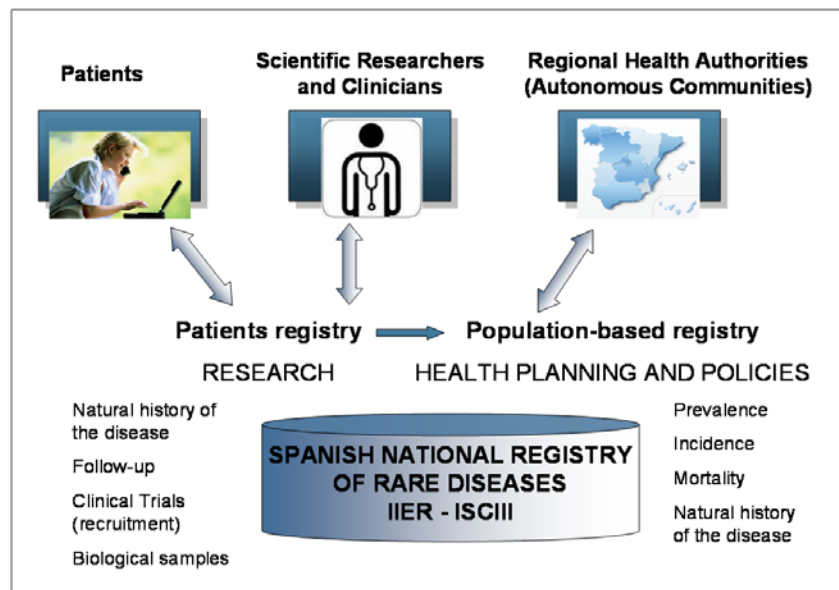 Patients
Scientific Researchers
and Clinicians
Regional Health Authorities
(Autonomous Communities)
Patients registry
Population-based registry
RESEARCH
HEALTH PLANNING AND POLICIES
Natural history of
the disease
Follow-up
Clinical Trials
(recruitment)
Biological samples
SPANISH NATIONAL REGISTRY
OF RARE DISEASES
IIER - ISCIII
Prevalence
Incidence
Mortality
Natural history
of the disease